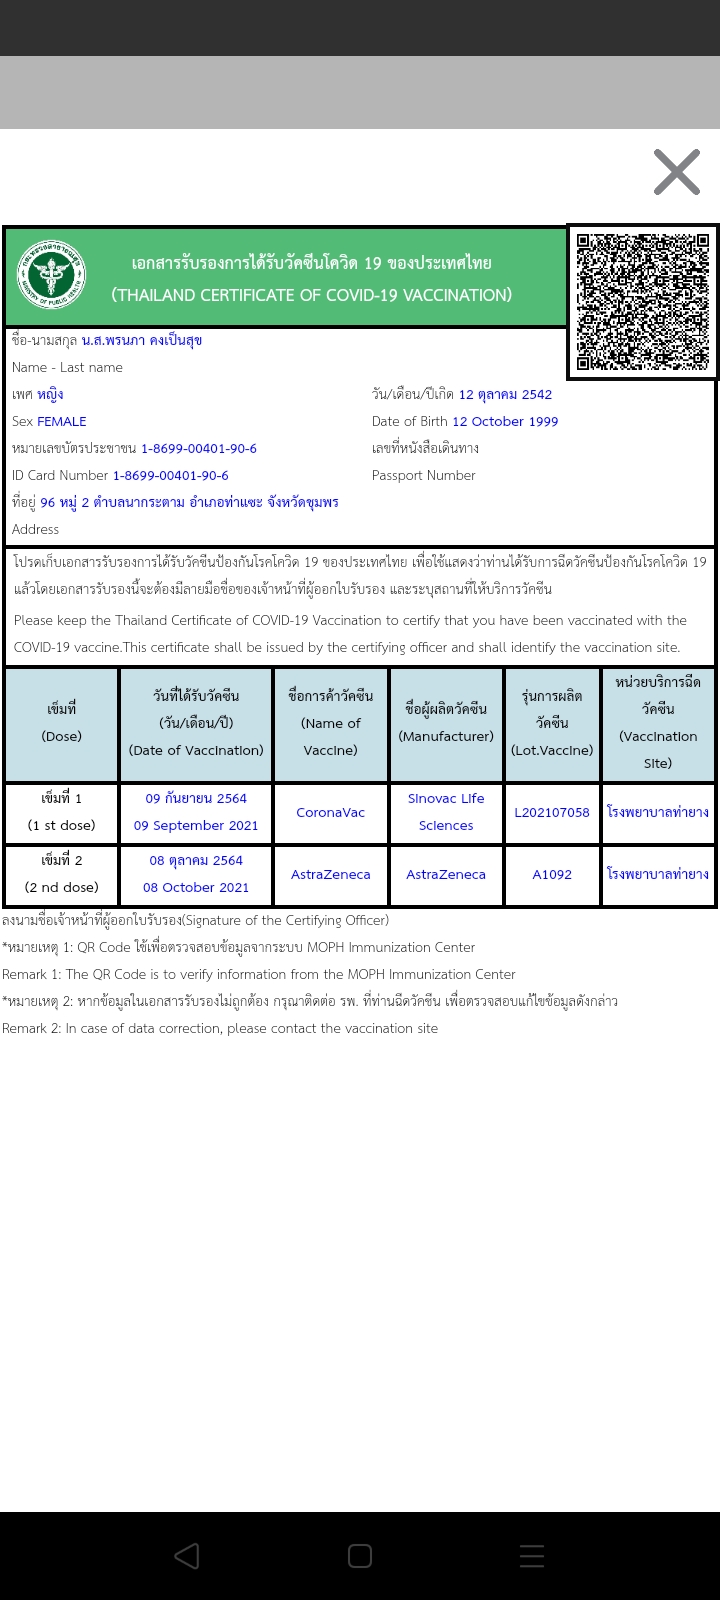 เอกสารรับรองการได้รับวัคซีนโควิด 19 ของประเทศไทย
(THAILAND CERTIFICATE OF COVID-19 VACCINATION)
ชื่อ-นามสกุล น.ส.พรนภา คงเป็นสุข
Name - Last name
เพศ หญิง วัน/เดือน/ปีเกิด 12 ตุลาคม 2542
Sex FEMALE Date of Birth 12 October 1999
หมายเลขบัตรประชาชน 1-8699-00401-90-6 เลขที่หนังสือเดินทาง
ID Card Number 1-8699-00401-90-6 Passport Number
ที่อยู่ 96 หมู่ 2 ตำบลนากระตาม อำเภอท่าแซะ จังหวัดชุมพร
Address
โปรดเก็บเอกสารรับรองการได้รับวัคซีนป้องกันโรคโควิด 19 ของประเทศไทย เพื่อใช้แสดงว่าท่านได้รับการฉีดวัคซีนป้องกันโรคโควิด 19
แล้วโดยเอกสารรับรองนี้จะต้องมีลายมือชื่อของเจ้าหน้าที่ผู้ออกใบรับรอง และระบุสถานที่ให้บริการวัคซีน
Please keep the Thailand Certificate of COVID-19 Vaccination to certify that you have been vaccinated with the
COVID-19 vaccine.This certificate shall be issued by the certifying officer and shall identify the vaccination site.
เข็มที่
(Dose)
วันที่ได้รับวัคซีน
(วัน/เดือน/ปี)
(Date of Vaccination)
ชื่อการค้าวัคซีน
(Name of
Vaccine)
ชื่อผู้ผลิตวัคซีน
(Manufacturer)
รุ่นการผลิต
วัคซีน
(Lot.Vaccine)
หน่วยบริการฉีด
วัคซีน
(Vaccination
Site)
เข็มที่ 1
(1 st dose)
09 กันยายน 2564
09 September 2021
CoronaVac
Sinovac Life
Sciences
L202107058
โรงพยาบาลท่ายาง
เข็มที่ 2
(2 nd dose)
08 ตุลาคม 2564
08 October 2021
AstraZeneca
AstraZeneca
A1092
โรงพยาบาลท่ายาง
ลงนามชื่อเจ้าหน้าที่ผู้ออกใบรับรอง(Signature of the Certifying Officer)
*หมายเหตุ 1: QR Code ใช้เพื่อตรวจสอบข้อมูลจากระบบ MOPH Immunization Center
Remark 1: The QR Code is to verify information from the MOPH Immunization Center
*หมายเหตุ 2: หากข้อมูลในเอกสารรับรองไม่ถูกต้อง กรุณาติดต่อ รพ. ที่ท่านฉีดวัคซีน เพื่อตรวจสอบแก้ไขข้อมูลดังกล่าว
Remark 2: In case of data correction, please contact the vaccination site